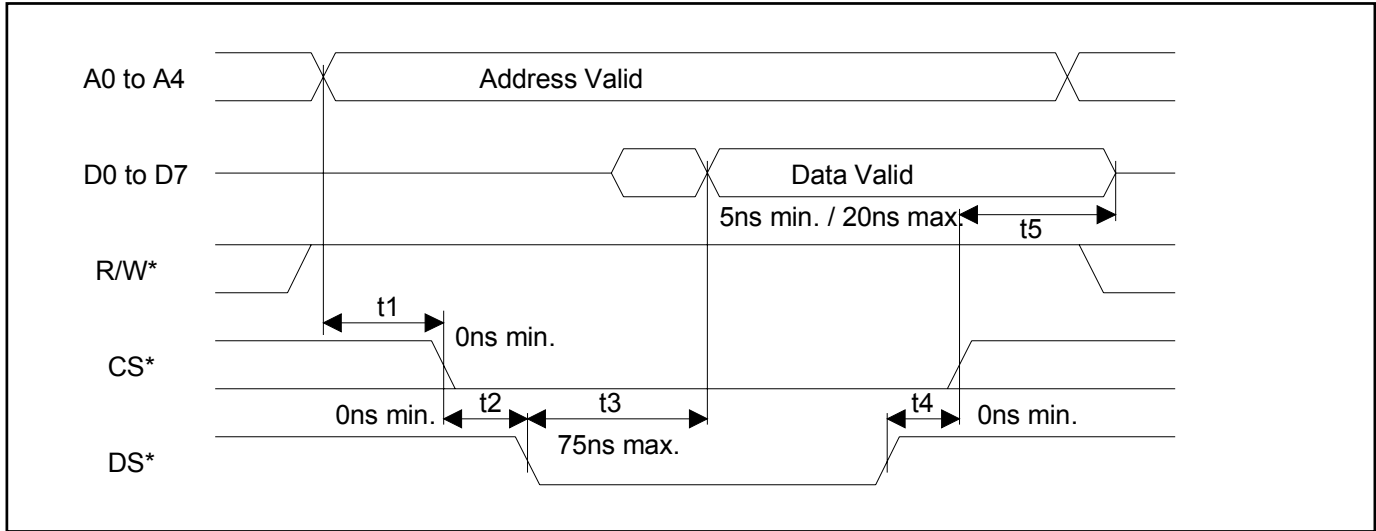 A0 to A4
Address Valid
D0 to D7
Data Valid
5ns min. / 20ns max.
t5
R/W*
t1
0ns min.
CS*
0ns min.
t2
t3
t4
0ns min.
75ns max.
DS*